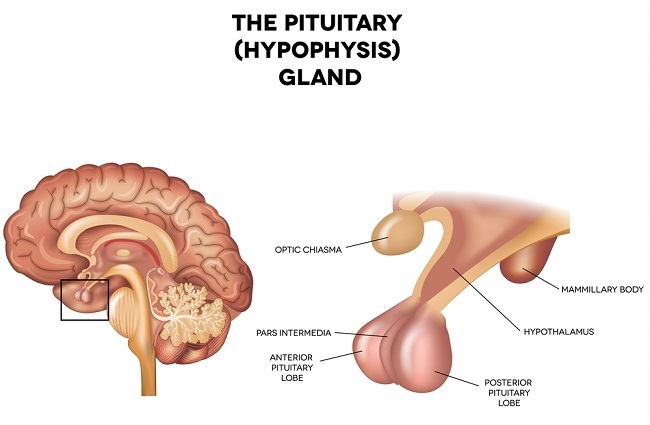 THE PITUITARY
(HYPOPHYSIS)
GLAND
OPTIC CHIASMA
MAMMILLARY BODY
HYPOTHALAMUS
PARS INTERMEDIA
ANTERIOR
PITUITARY
LOBE
POSTERIOR
PITUITARY
LOBE